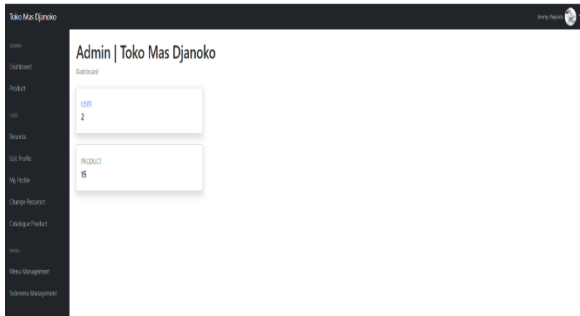 Toko Mas Djanoko
Dashboard
Product
Beranda
Edit Profile
My Profile
Change Password
Catalogue Product
Menu Management
Submenu Management
Admin | Toko Mas Djanoko
Dashboard
USER
2
PRODUCT
15